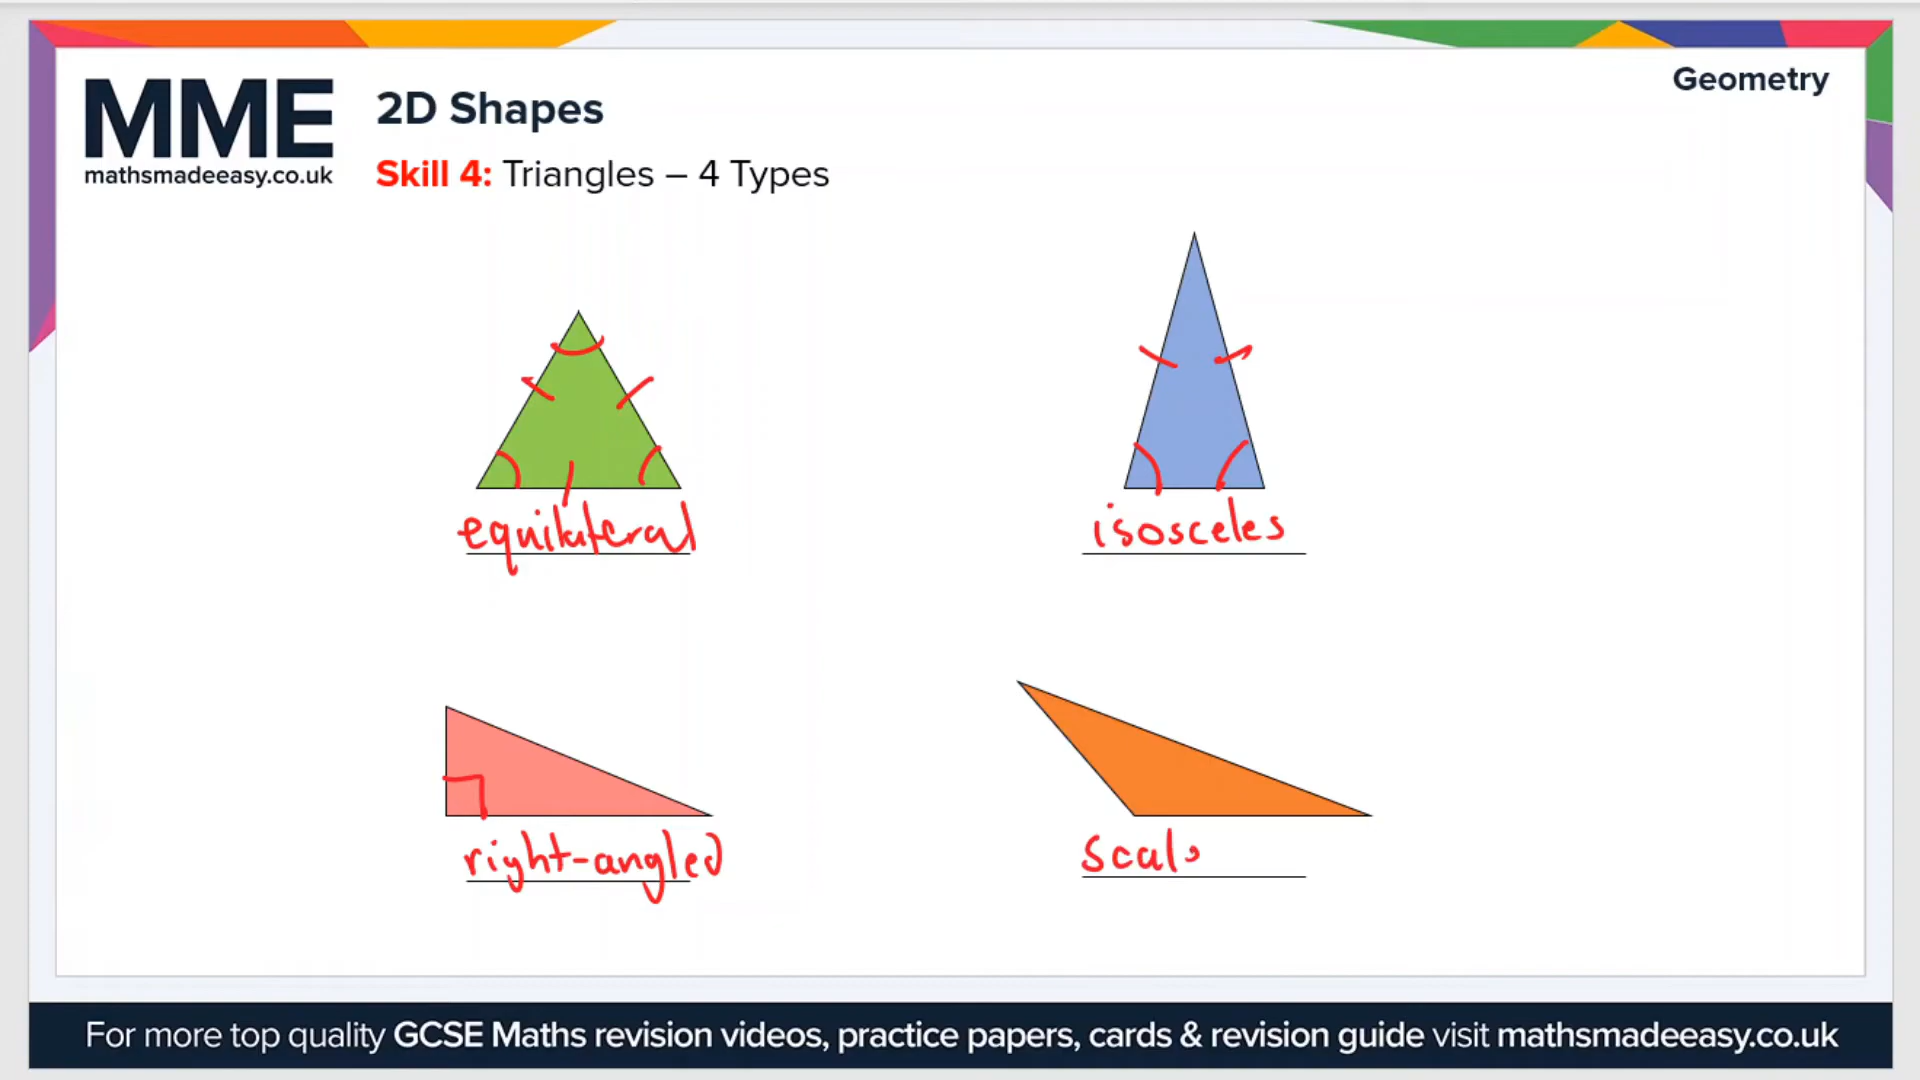 MME
mathsmadeeasy.co.uk
2D Shapes
Geometry
Skill 4: Triangles – 4 Types
equilateral
isosceles
right-angled
scal
For more top quality GCSE Maths revision videos, practice papers, cards & revision guide visit mathsmadeeasy.co.uk